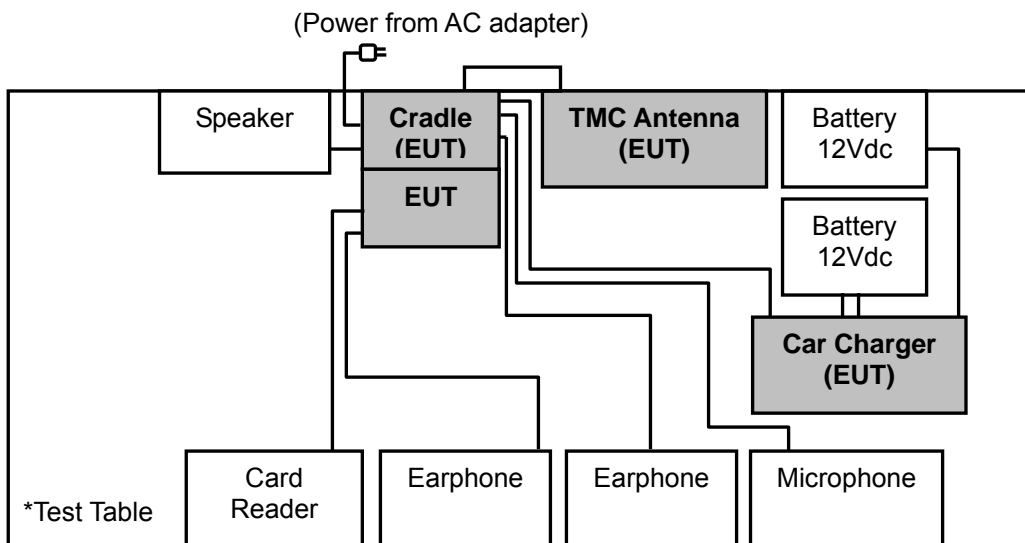 (Power from AC adapter)
Speaker
Cradle
(EUT)
TMC Antenna
(EUT)
Battery
12Vdc
EUT
Battery
12Vdc
Car Charger
(EUT)
Card
Reader
Earphone
Earphone
Microphone
*Test Table